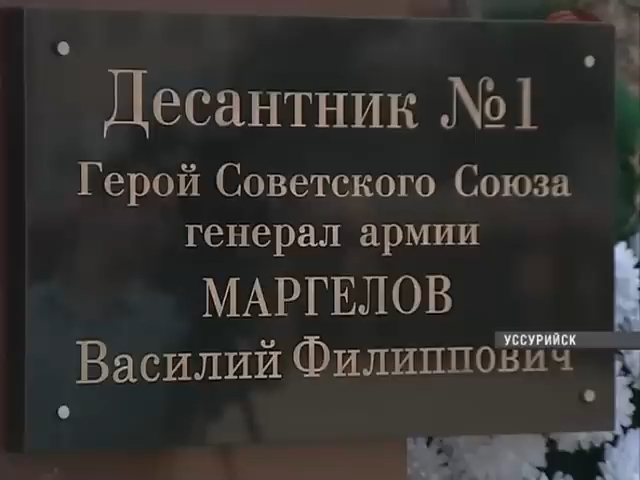 Десантник №1
Герой Советского Союза
генерал армии
МАРГЕЛОВ
УССУРИЙСК
Василий Филиппович